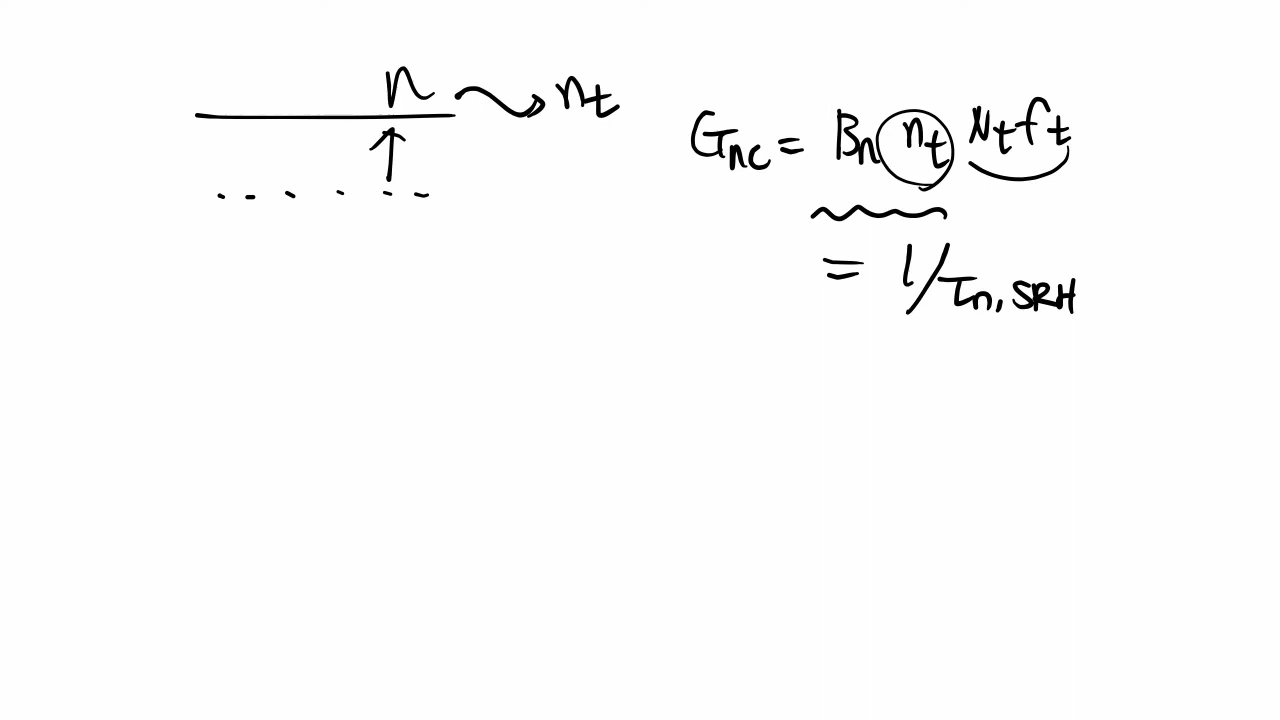 n → n_t
G_nc = B_n n_t N_t f_t
= 1/τ_n,SRH